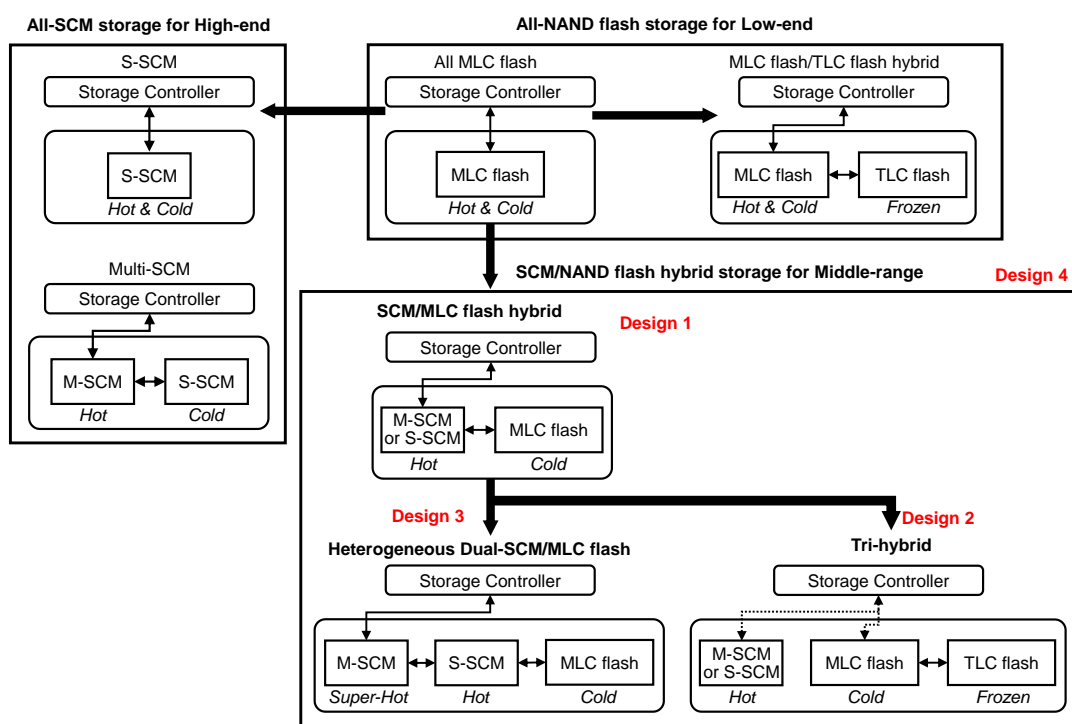 All-SCM storage for High-end
S-SCM
Storage Controller
S-SCM
Hot & Cold
Multi-SCM
Storage Controller
M-SCM
S-SCM
Hot
Cold
All-NAND flash storage for Low-end
All MLC flash
Storage Controller
MLC flash
Hot & Cold
MLC flash/TLC flash hybrid
Storage Controller
MLC flash
TLC flash
Hot & Cold
Frozen
SCM/NAND flash hybrid storage for Middle-range
Design 4
SCM/MLC flash hybrid
Design 1
Storage Controller
M-SCM
or S-SCM
MLC flash
Hot
Cold
Design 3
Heterogeneous Dual-SCM/MLC flash
Storage Controller
M-SCM
S-SCM
MLC flash
Super-Hot
Hot
Cold
Design 2
Tri-hybrid
Storage Controller
M-SCM
or S-SCM
MLC flash
TLC flash
Hot
Cold
Frozen